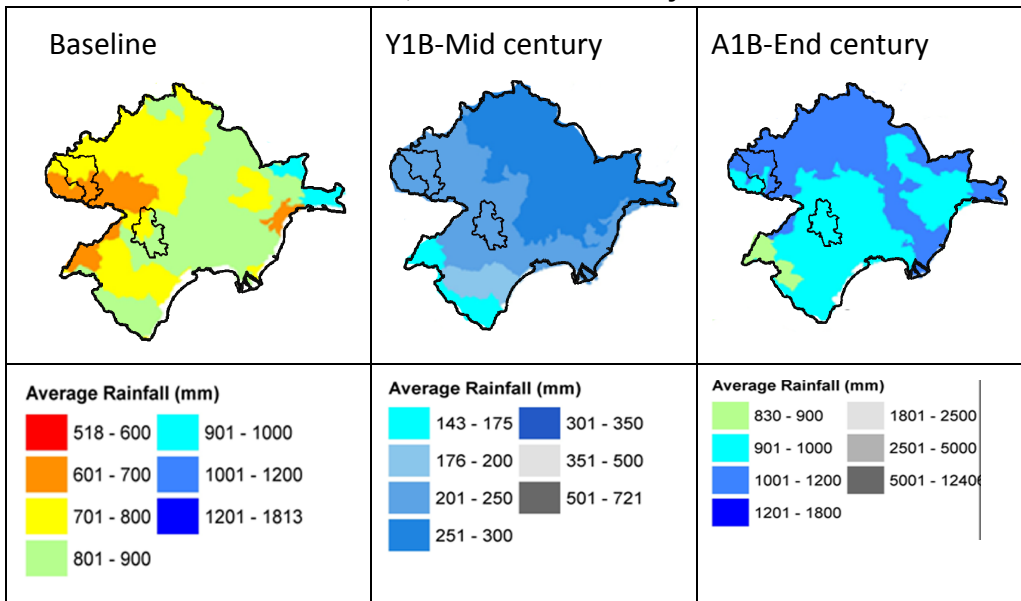 Baseline
Y1B-Mid century
A1B-End century
Average Rainfall (mm)
518 - 600
901 - 1000
601 - 700
1001 - 1200
701 - 800
1201 - 1813
801 - 900
Average Rainfall (mm)
143 - 175
301 - 350
176 - 200
351 - 500
201 - 250
501 - 721
251 - 300
Average Rainfall (mm)
830 - 900
1801 - 2500
901 - 1000
2501 - 5000
1001 - 1200
5001 - 12406
1201 - 1800